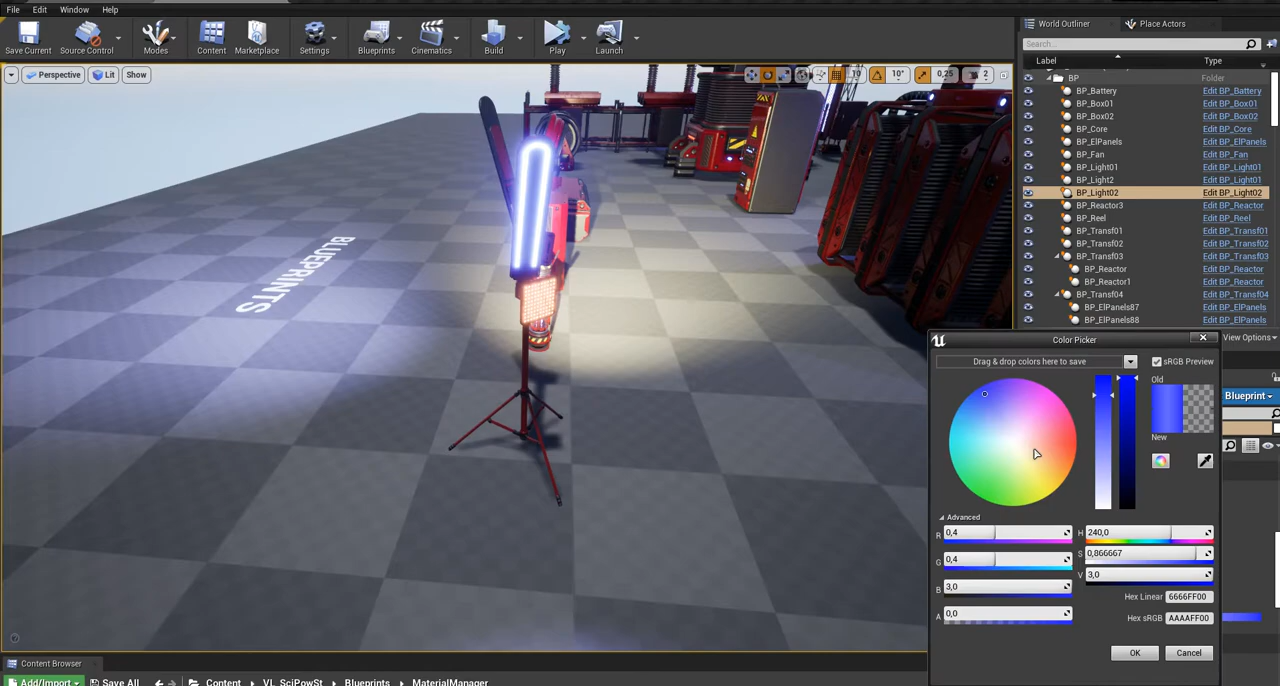 File Edit Window Help
Save Current Source Control Modes Content Marketplace Settings Blueprints Cinematics Build Play Launch
World Outliner Place Actors
Search...
Label Type
Perspective Lit Show 10 10° 0,25 2
BP Folder
BP_Battery Edit BP_Battery
BP_Box01 Edit BP_Box01
BP_Box02 Edit BP_Box02
BP_Core Edit BP_Core
BP_ElPanels Edit BP_ElPanels
BP_Fan Edit BP_Fan
BP_Light01 Edit BP_Light01
BP_Light2 Edit BP_Light01
BP_Light02 Edit BP_Light02
BP_Reactor3 Edit BP_Reactor
BP_Reel Edit BP_Reel
BP_Transf01 Edit BP_Transf01
BP_Transf02 Edit BP_Transf02
BP_Transf03 Edit BP_Transf03
BP_Reactor Edit BP_Reactor
BP_Reactor1 Edit BP_Reactor
BP_Transf04 Edit BP_Transf04
BP_ElPanels87 Edit BP_ElPanels
BP_ElPanels88 Edit BP_ElPanels
View Options
BLUEPRINTS
Color Picker
Drag & drop colors here to save
sRGB Preview
Old
New
Blueprint
Advanced
R 0,4 H 240,0
G 0,4 S 0,866667
B 3,0 V 3,0
A 0,0
Hex Linear 6666FF00
Hex sRGB AAAAFF00
OK Cancel
Content Browser
Add/Import Save All Content VL_SciPowSt Blueprints MaterialManager